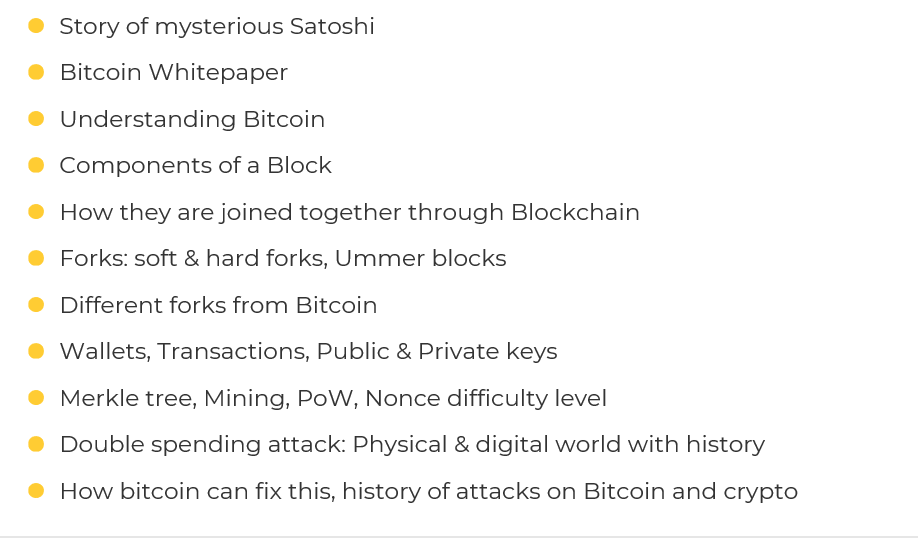 Story of mysterious Satoshi
Bitcoin Whitepaper
Understanding Bitcoin
Components of a Block
How they are joined together through Blockchain
Forks: soft & hard forks, Ummer blocks
Different forks from Bitcoin
Wallets, Transactions, Public & Private keys
Merkle tree, Mining, PoW, Nonce difficulty level
Double spending attack: Physical & digital world with history
How bitcoin can fix this, history of attacks on Bitcoin and crypto